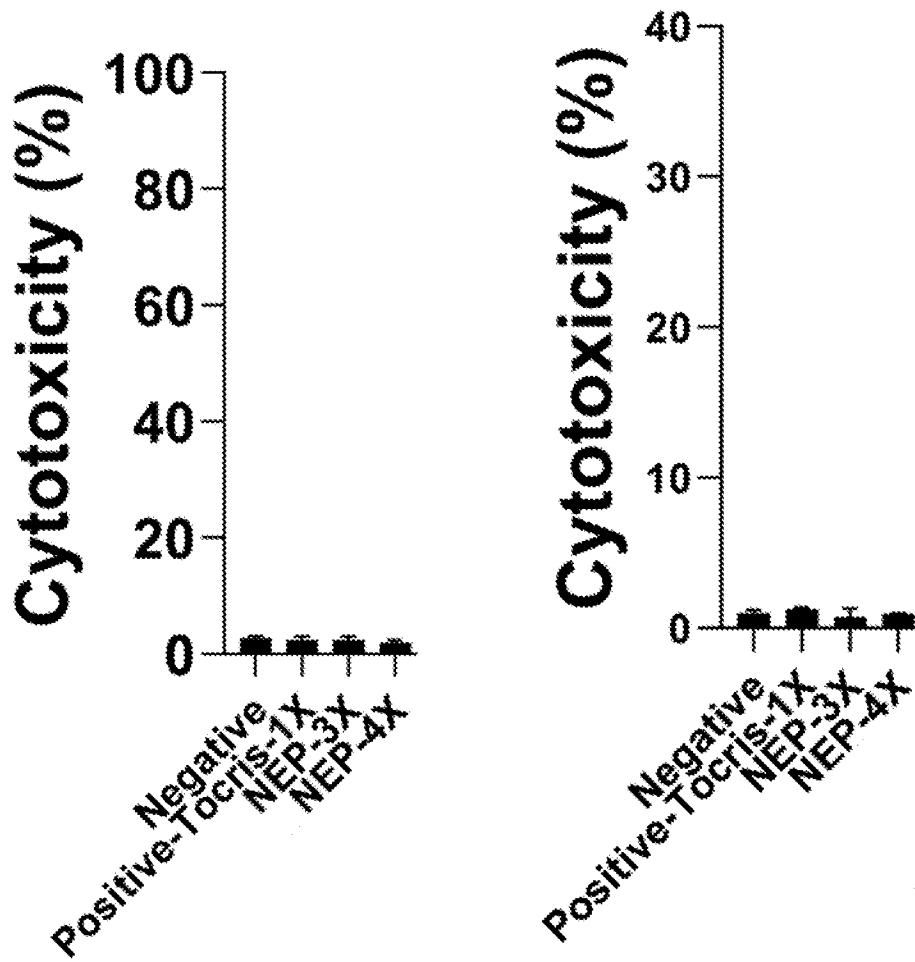 Cytotoxicity (%)
100
80
60
40
20
0
Negative
Positive-Tocris-1X
NEP-3X
NEP-4X
Cytotoxicity (%)
40
30
20
10
0
Negative
Positive-Tocris-1X
NEP-3X
NEP-4X